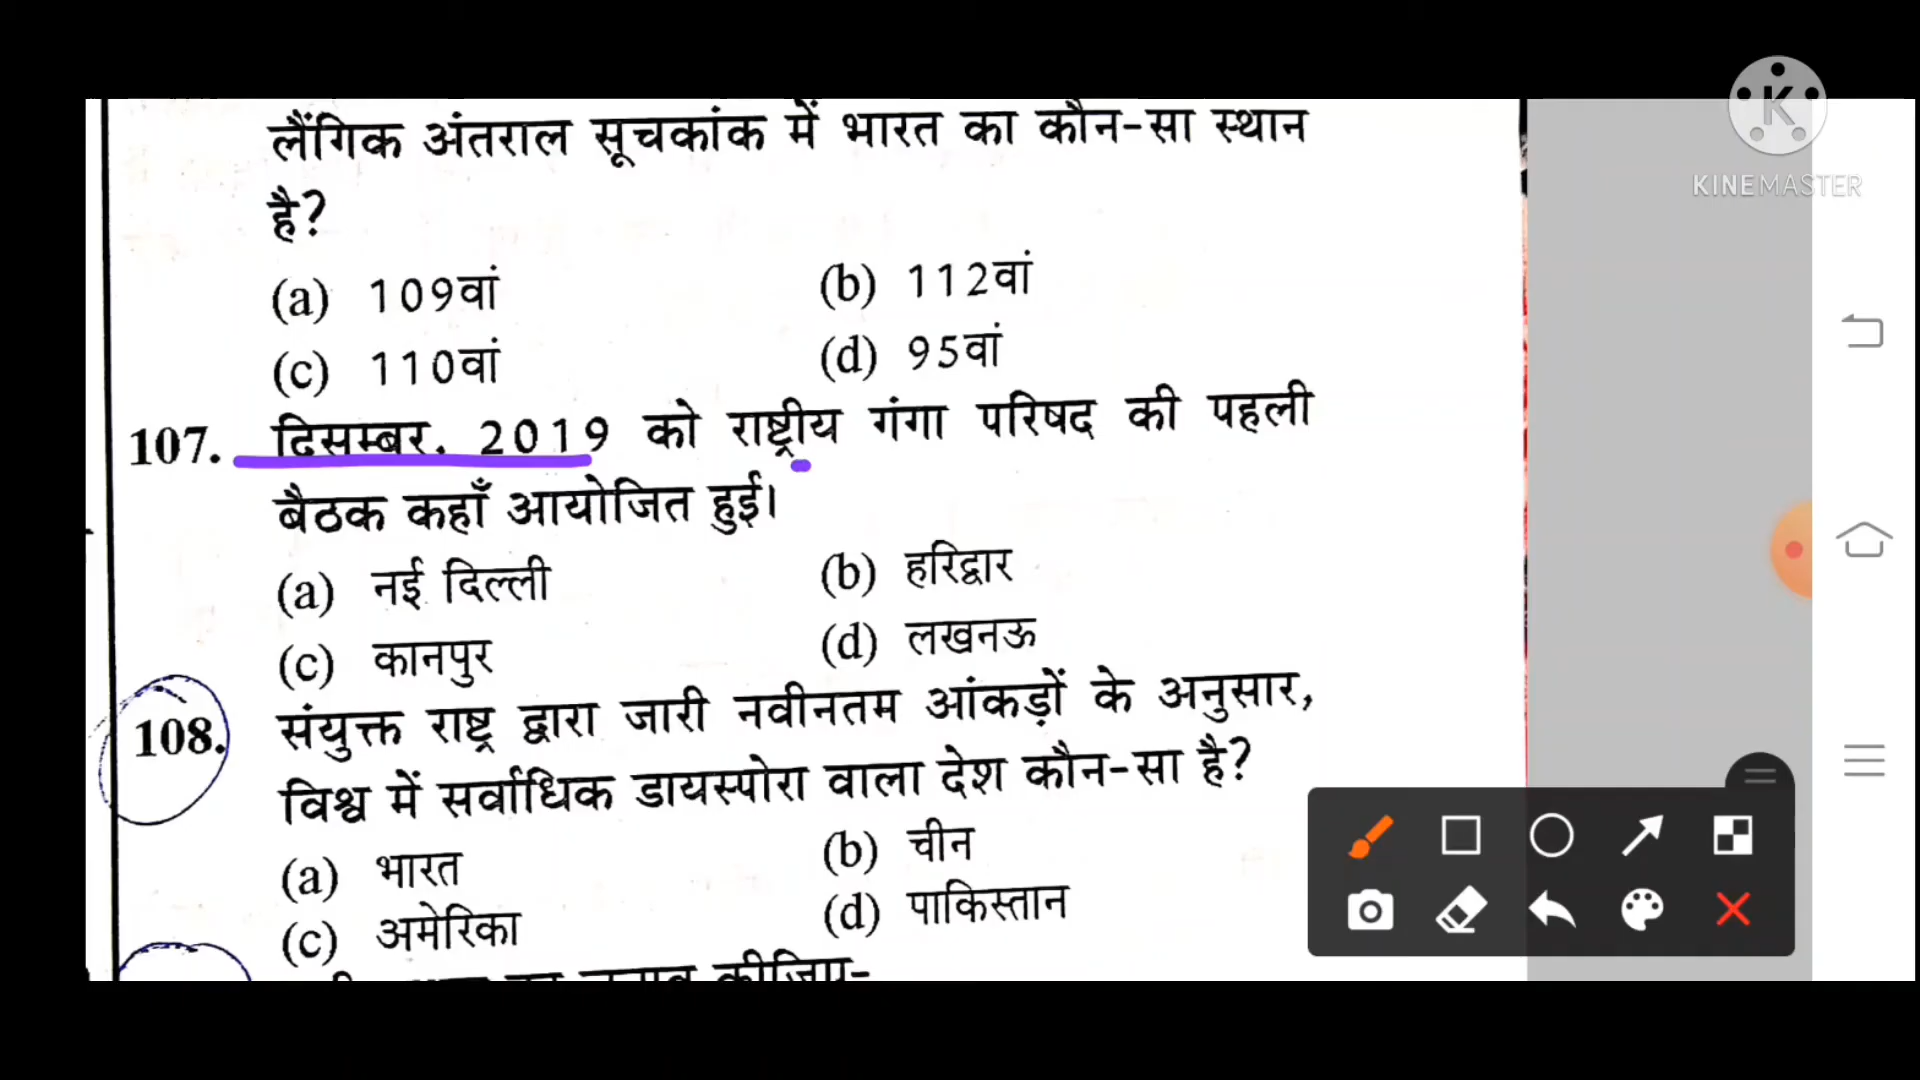 KINEMASTER
लैंगिक अंतराल सूचकांक में भारत का कौन-सा स्थान
है?
(a) 109वां (b) 112वां
(c) 110वां (d) 95वां
107. दिसम्बर, 2019 को राष्ट्रीय गंगा परिषद की पहली
बैठक कहाँ आयोजित हुई।
(a) नई दिल्ली (b) हरिद्वार
(c) कानपुर (d) लखनऊ
108. संयुक्त राष्ट्र द्वारा जारी नवीनतम आंकड़ों के अनुसार,
विश्व में सर्वाधिक डायस्पोरा वाला देश कौन-सा है?
(a) भारत (b) चीन
(c) अमेरिका (d) पाकिस्तान
कीजिए-